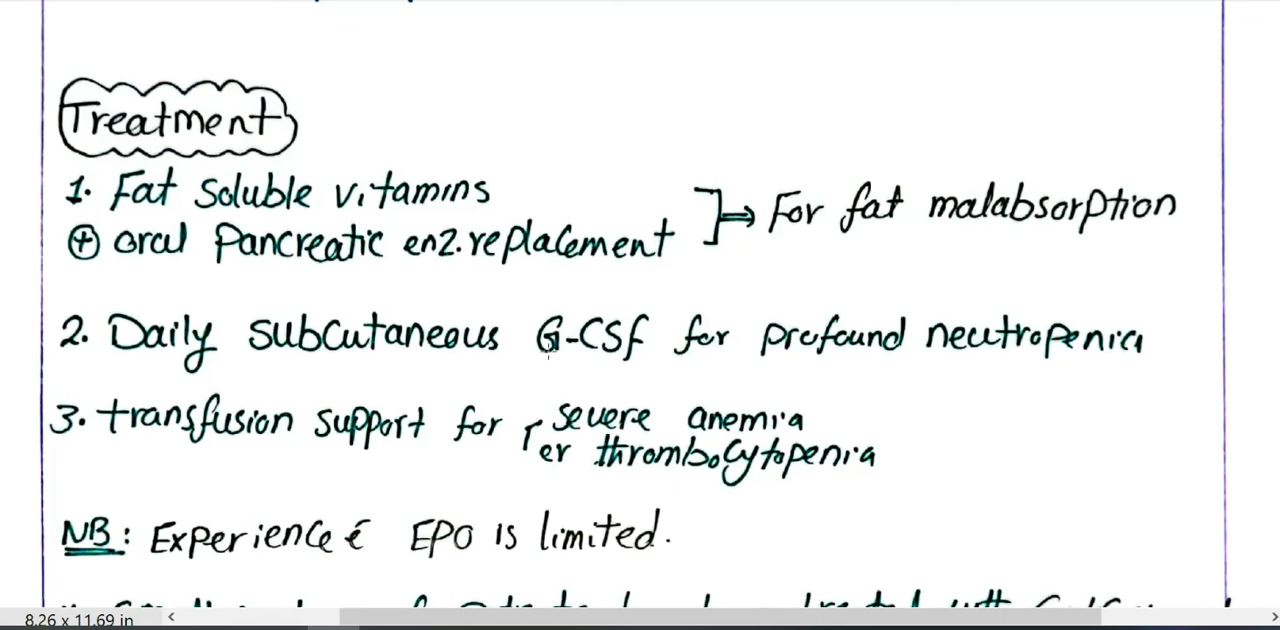 Treatment
1. Fat soluble vitamins
⊕ oral Pancreatic enz. replacement
]→ For fat malabsorption
2. Daily subcutaneous G-CSF for profound neutropenia
3. transfusion support for severe anemia
or thrombocytopenia
NB: Experience é EPO is limited.
8.26 x 11.69 in